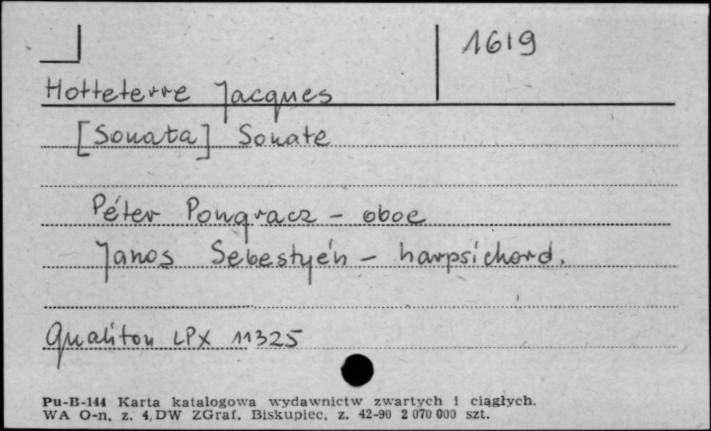 1619
Hotteterre Jacques
[Sonata] Sonate
Péter Pongracz - oboe
Janos Sebestyén - harpsichord.
Qualiton LPX 11325
Pu-B-144 Karta katalogowa wydawnictw zwartych i ciągłych.
WA O-n, z. 4, DW ZGraf. Biskupiec, z. 42-90 2 070 000 szt.